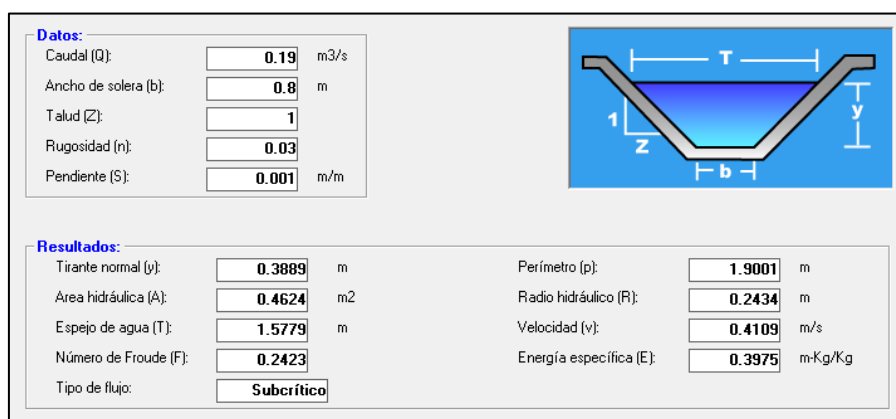 Datos:
Caudal (Q): 0.19 m3/s
Ancho de solera (b): 0.8 m
Talud (Z): 1
Rugosidad (n): 0.03
Pendiente (S): 0.001 m/m
T
1
Z
b
y
Resultados:
Tirante normal (y): 0.3889 m Perímetro (p): 1.9001 m
Area hidráulica (A): 0.4624 m2 Radio hidráulico (R): 0.2434 m
Espejo de agua (T): 1.5779 m Velocidad (v): 0.4109 m/s
Número de Froude (F): 0.2423 Energía específica (E): 0.3975 m-Kg/Kg
Tipo de flujo: Subcrítico